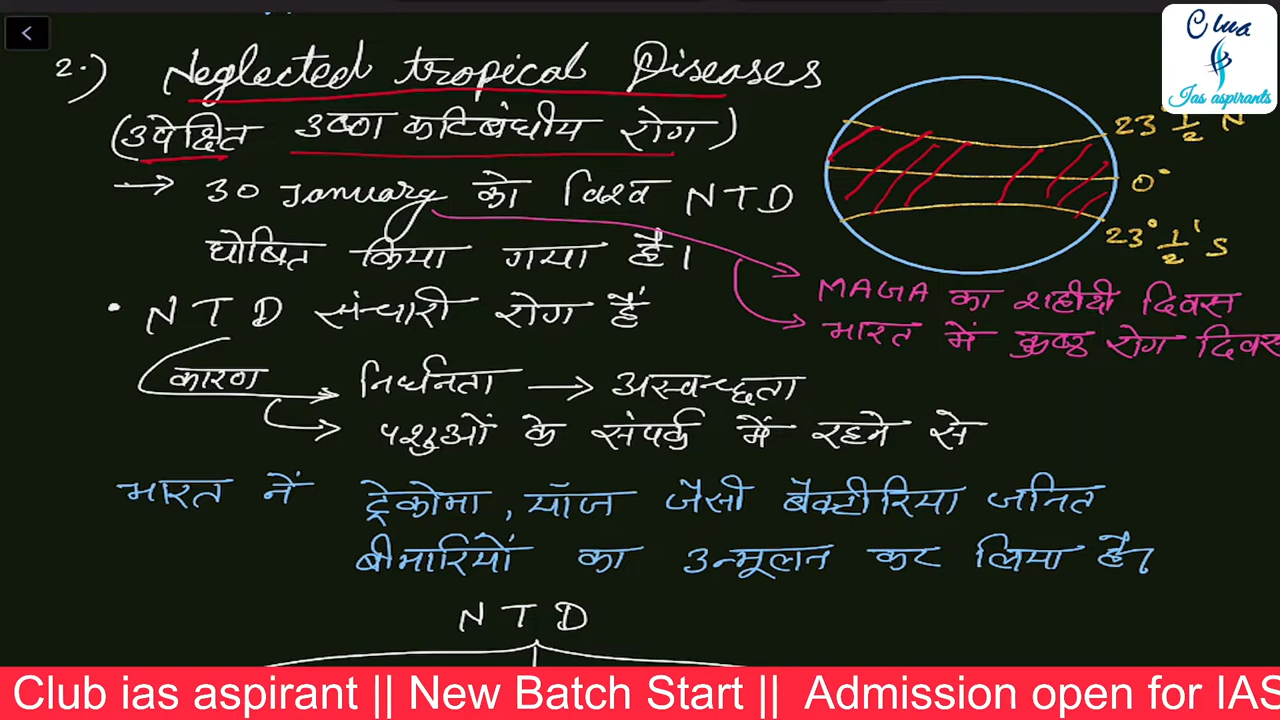 Club
Ias aspirants
2.) Neglected tropical Diseases
(उपेक्षित उष्ण कटिबंधीय रोग)
→ 30 January को विश्व NTD
घोषित किया गया है।
23 1/2 N
0°
23° 1/2' S
MAGA का शहीदी दिवस
भारत में कुष्ठ रोग दिवस
• NTD संचारी रोग हैं
कारण → निर्धनता → अस्वच्छता
→ पशुओं के संपर्क में रहने से
भारत नें ट्रेकोमा, यॉज जैसी बैक्टीरिया जनित
बीमारियों का उन्मूलन कर लिया है।
NTD
Club ias aspirant || New Batch Start || Admission open for IAS